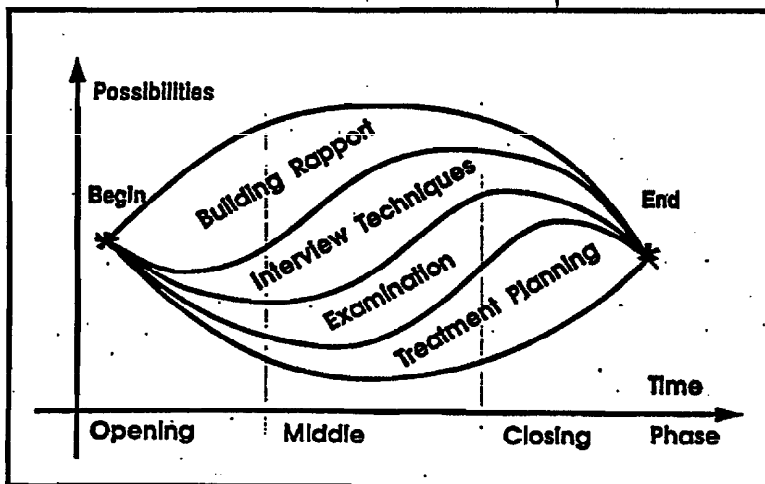 Possibilities
Building Rapport
Begin
Interview Techniques
End
Examination
Treatment Planning
Time
Opening Middle Closing Phase